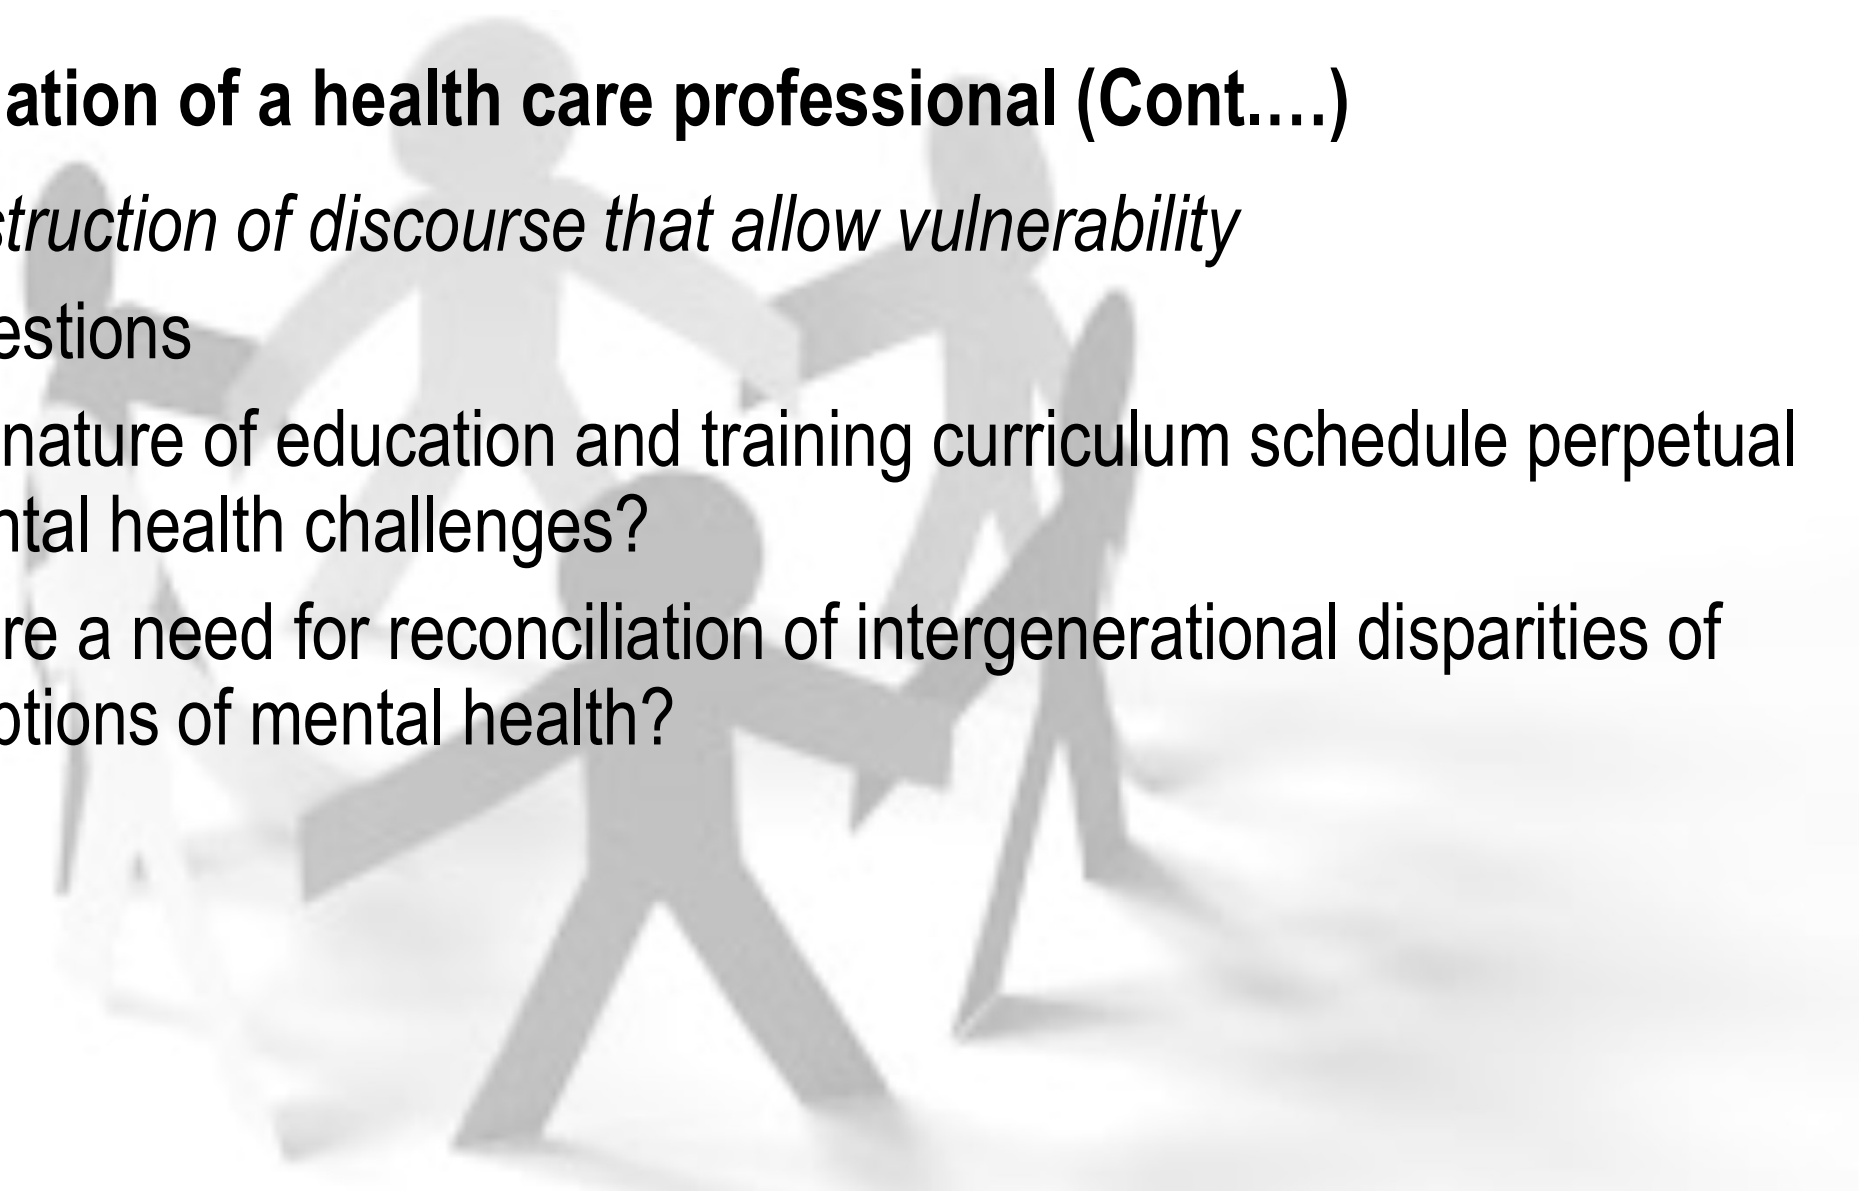 ation of a health care professional (Cont.…)
struction of discourse that allow vulnerability
estions
nature of education and training curriculum schedule perpetual
ntal health challenges?
re a need for reconciliation of intergenerational disparities of
ptions of mental health?